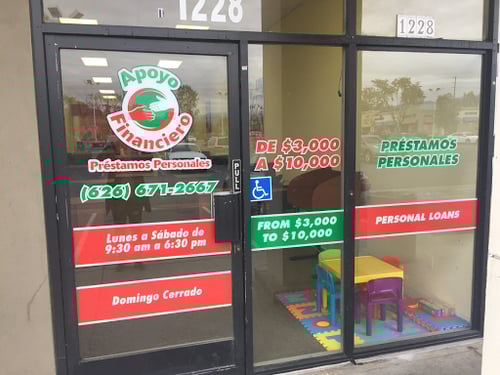 1228
1228
Apoyo
Financiero
Préstamos Personales
(626) 671-2667
PULL
Lunes a Sábado de
9:30 am a 6:30 pm
Domingo Cerrado
DE $3,000
A $10,000
FROM $3,000
TO $10,000
PRÉSTAMOS
PERSONALES
PERSONAL LOANS